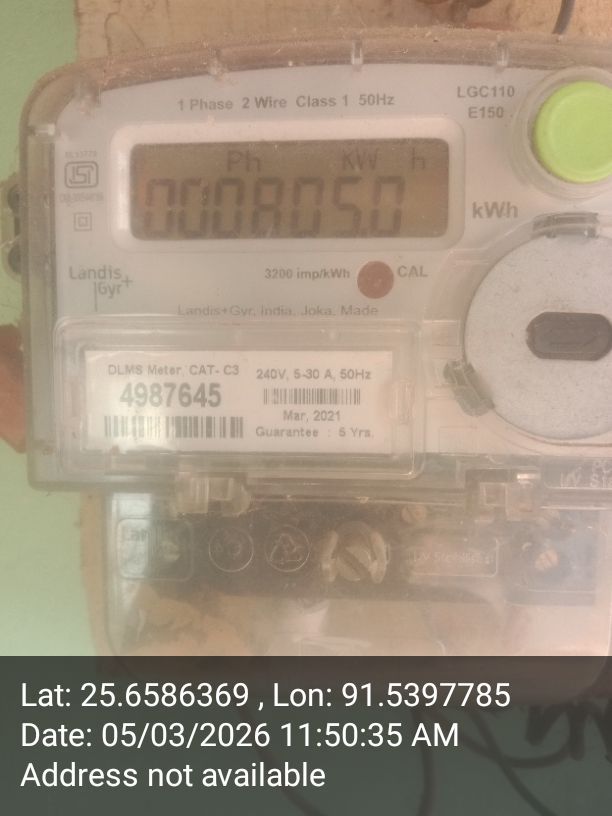 1 Phase 2 Wire Class 1 50Hz
LGC110
E150
Ph KW h
0008050
kWh
Landis
Gyr+
3200 imp/kWh
CAL
Landis+Gyr, India, Joka, Made
DLMS Meter, CAT- C3
4987645
240V, 5-30 A, 50Hz
Mar, 2021
Guarantee : 5 Yrs.
Lat: 25.6586369 , Lon: 91.5397785
Date: 05/03/2026 11:50:35 AM
Address not available